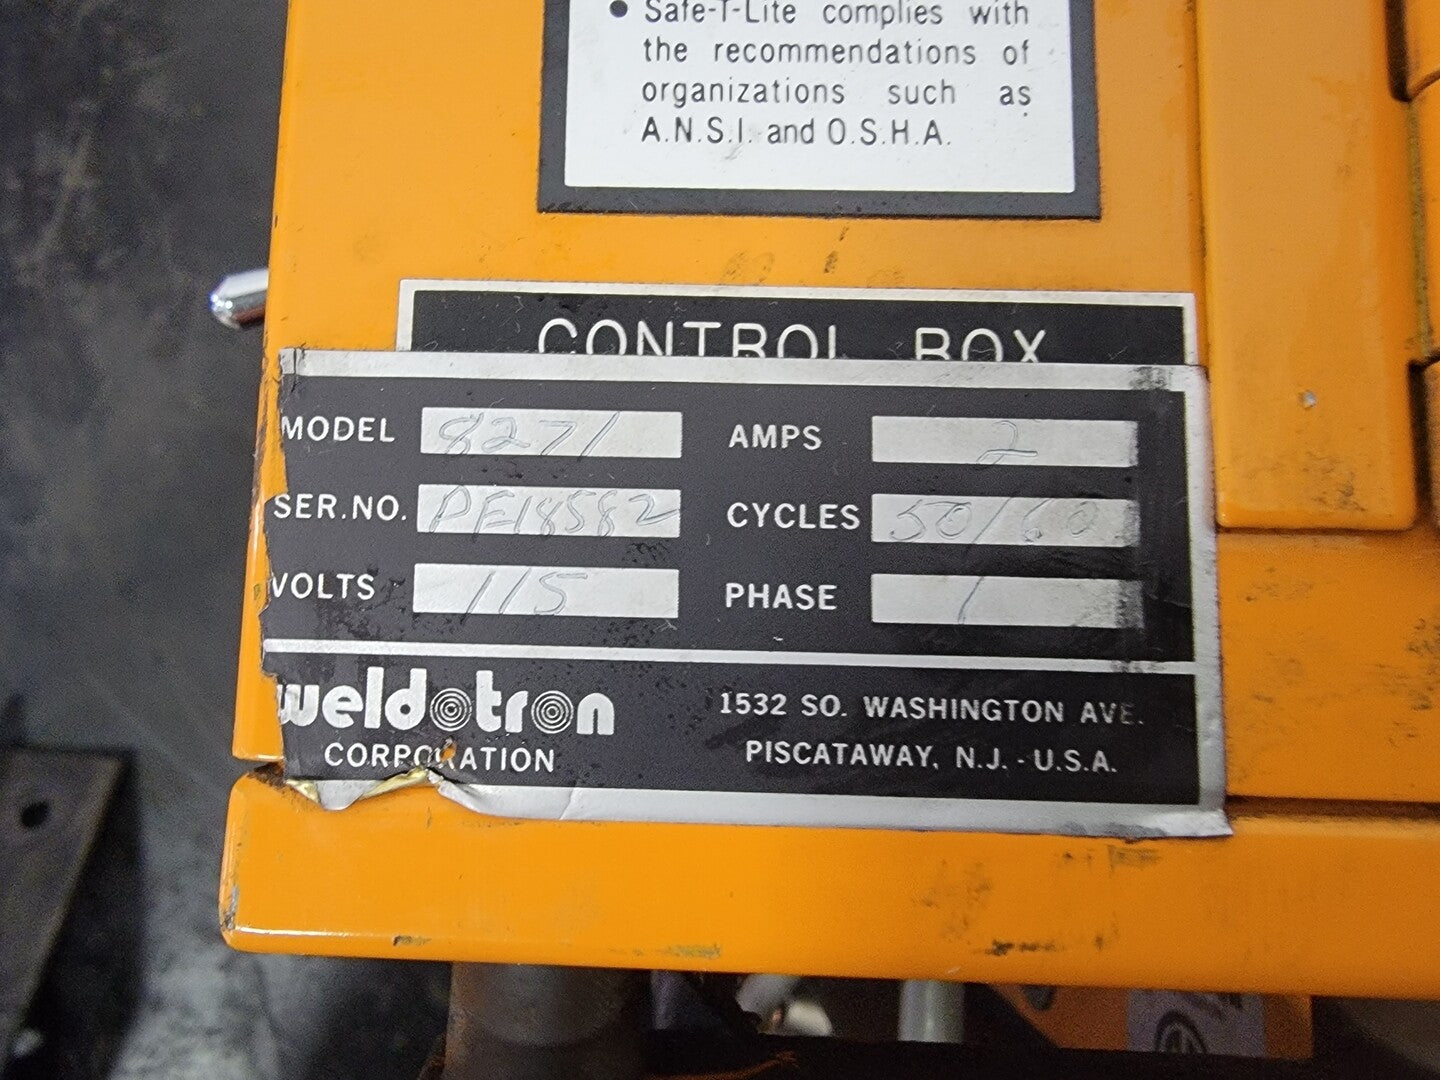 • Safe-T-Lite complies with
the recommendations of
organizations such as
A.N.S.I. and O.S.H.A.
CONTROL BOX
MODEL 8271 AMPS 2
SER.NO. PF18582 CYCLES 50/60
VOLTS 115 PHASE 1
weldotron
CORPORATION
1532 SO. WASHINGTON AVE.
PISCATAWAY, N.J. - U.S.A.